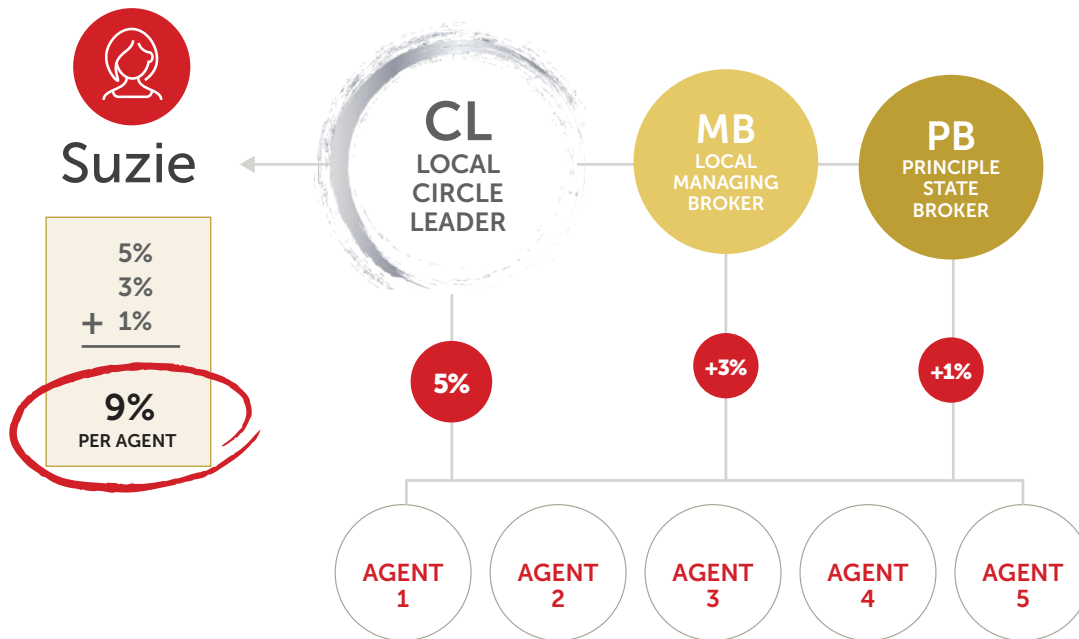 Suzie
5%
3%
+ 1%
9%
PER AGENT
CL
LOCAL
CIRCLE
LEADER
MB
LOCAL
MANAGING
BROKER
PB
PRINCIPLE
STATE
BROKER
5%
+3%
+1%
AGENT
1
AGENT
2
AGENT
3
AGENT
4
AGENT
5